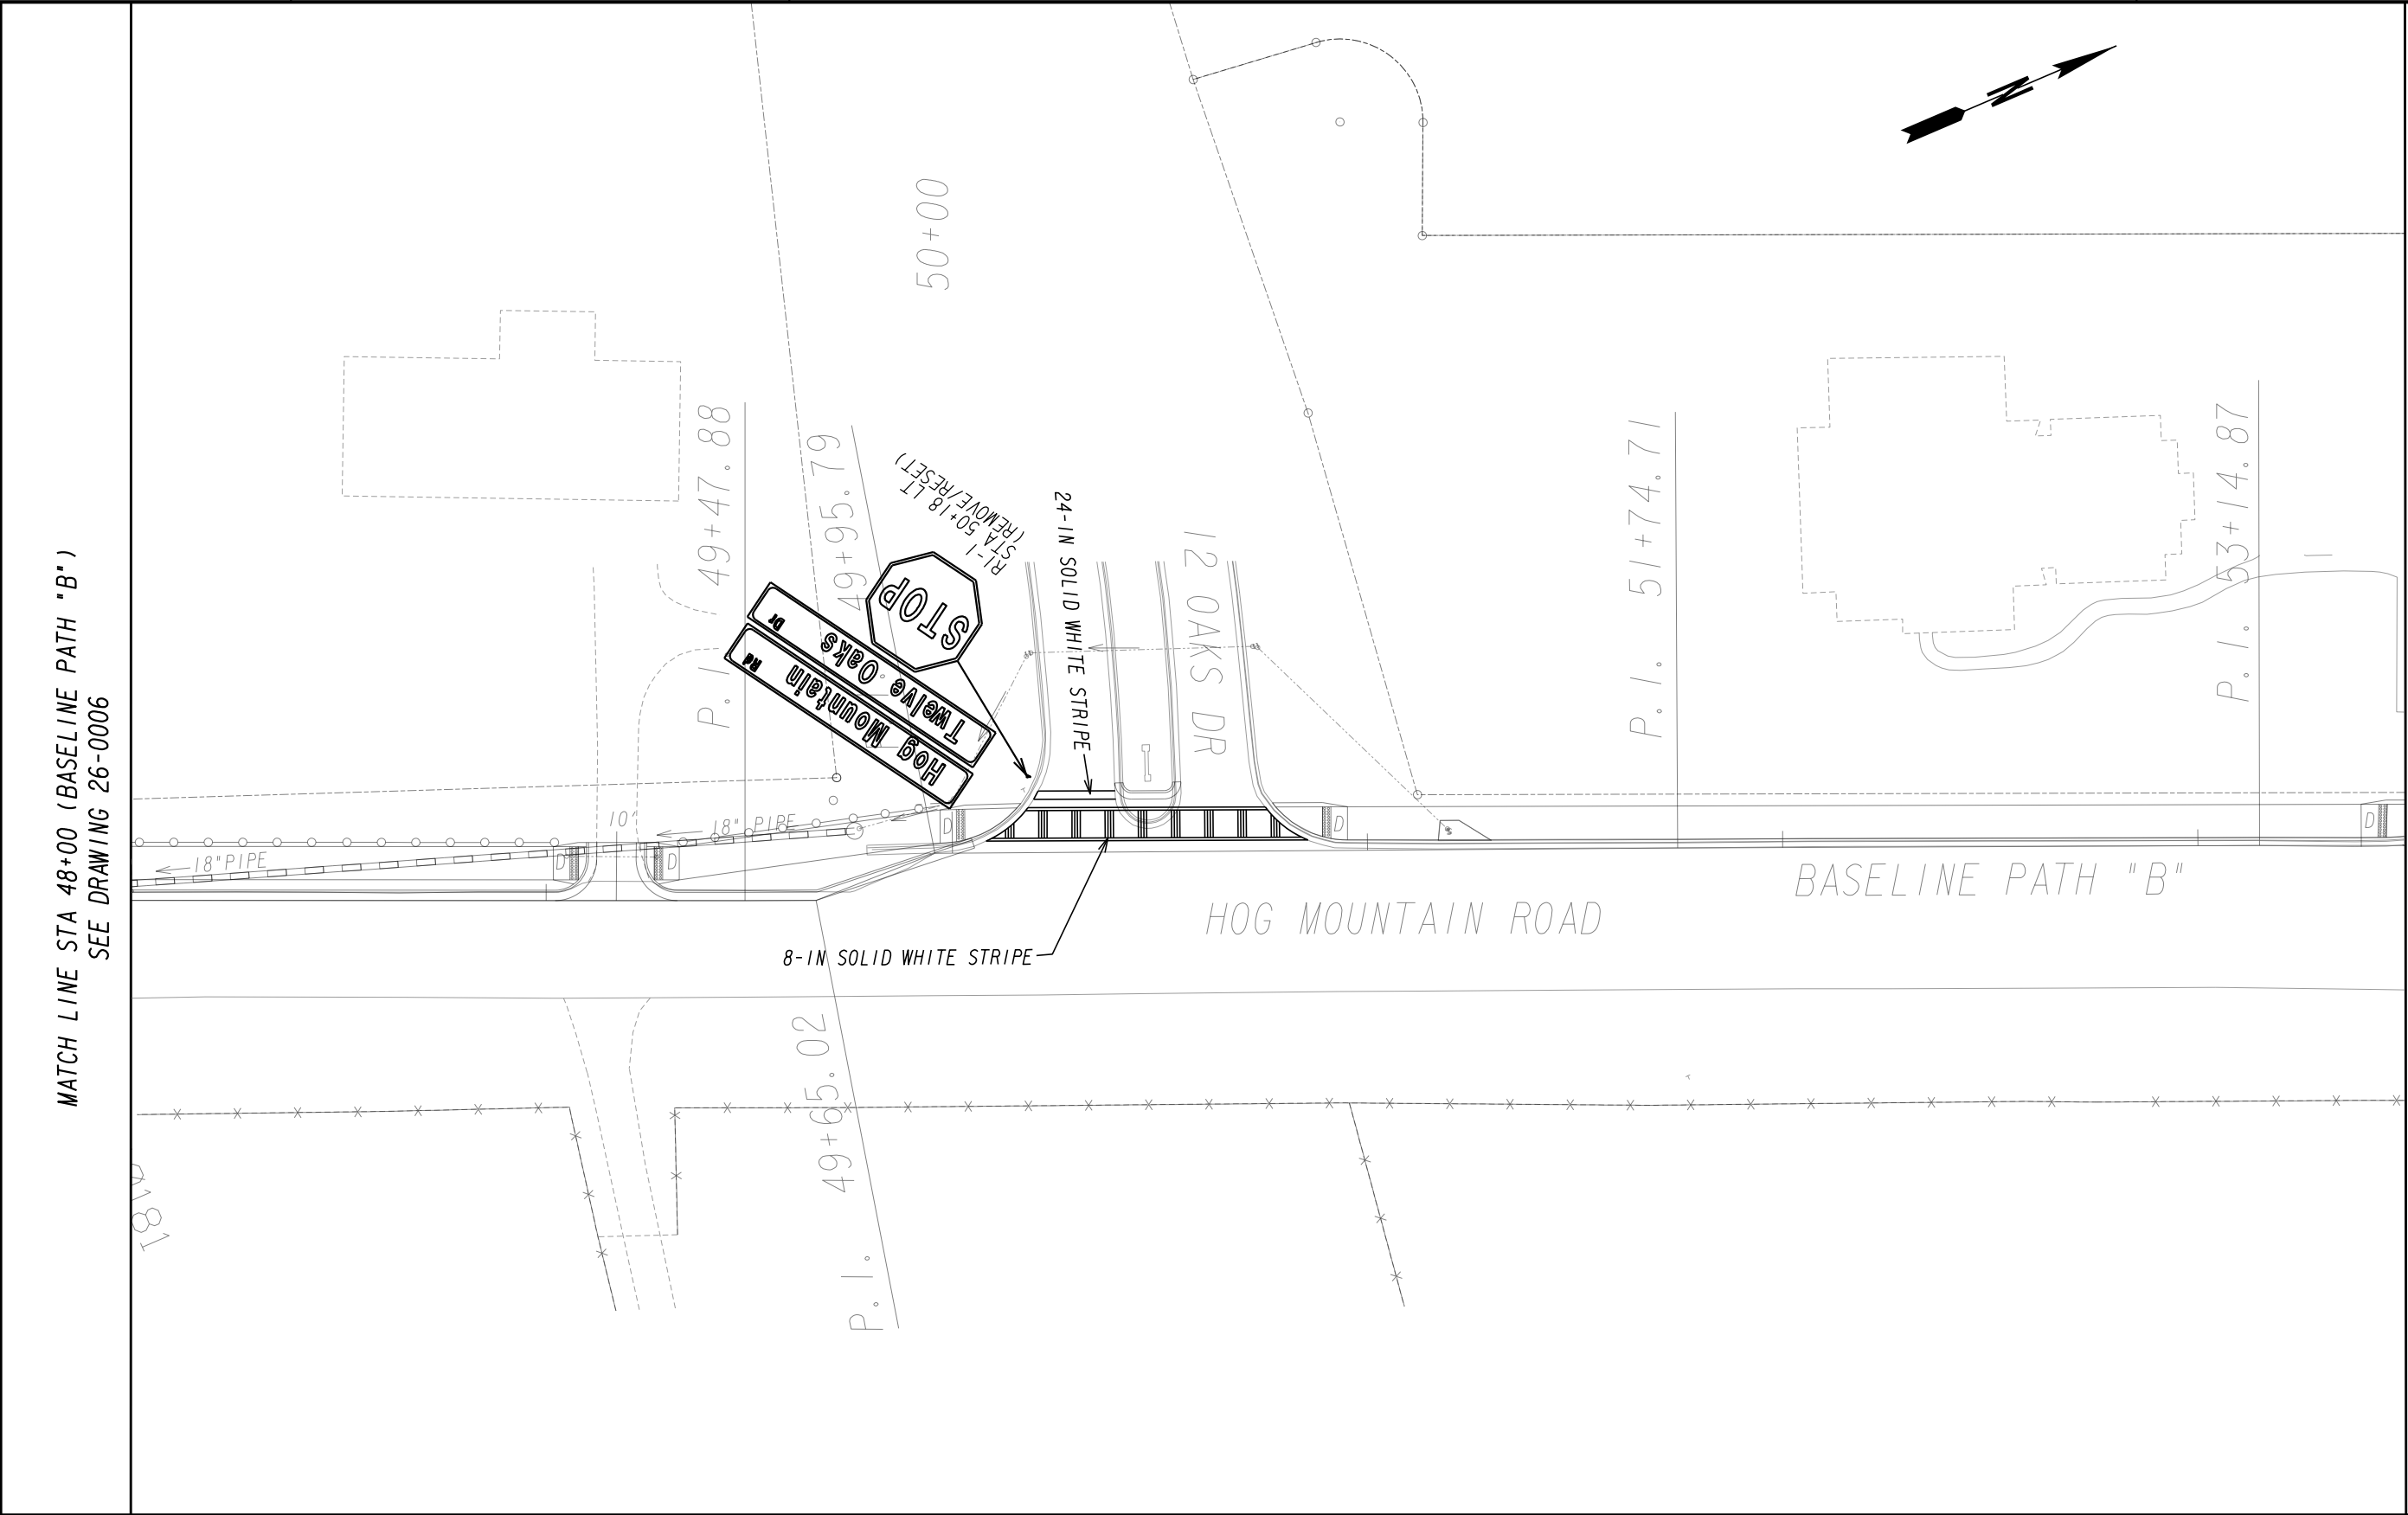 MATCH LINE STA 48+00 (BASELINE PATH "B")
SEE DRAWING 26-0006
50+00
N
P.I. 49+47.88
49+95.79
R1-1
STA 50+18 LT
(REMOVE/RESET)
STOP
Twelve Oaks Dr
Hog Mountain Rd
24-IN SOLID WHITE STRIPE
12 OAKS DR
P.I. 51+74.71
P.I. 53+14.87
10'
18" PIPE
18" PIPE
D
D
D
D
D
BASELINE PATH "B"
HOG MOUNTAIN ROAD
8-IN SOLID WHITE STRIPE
P.I. 49+65.02